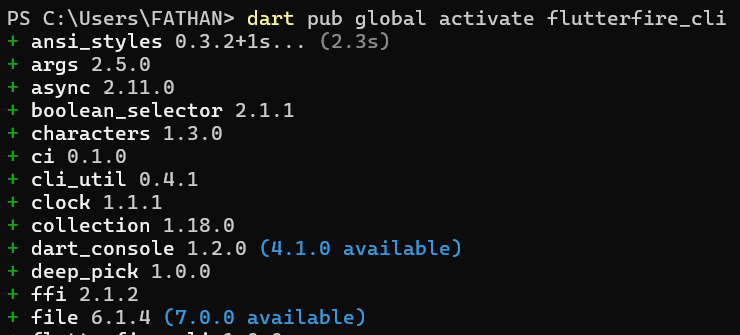 PS C:\Users\FATHAN> dart pub global activate flutterfire_cli
+ ansi_styles 0.3.2+1s... (2.3s)
+ args 2.5.0
+ async 2.11.0
+ boolean_selector 2.1.1
+ characters 1.3.0
+ ci 0.1.0
+ cli_util 0.4.1
+ clock 1.1.1
+ collection 1.18.0
+ dart_console 1.2.0 (4.1.0 available)
+ deep_pick 1.0.0
+ ffi 2.1.2
+ file 6.1.4 (7.0.0 available)